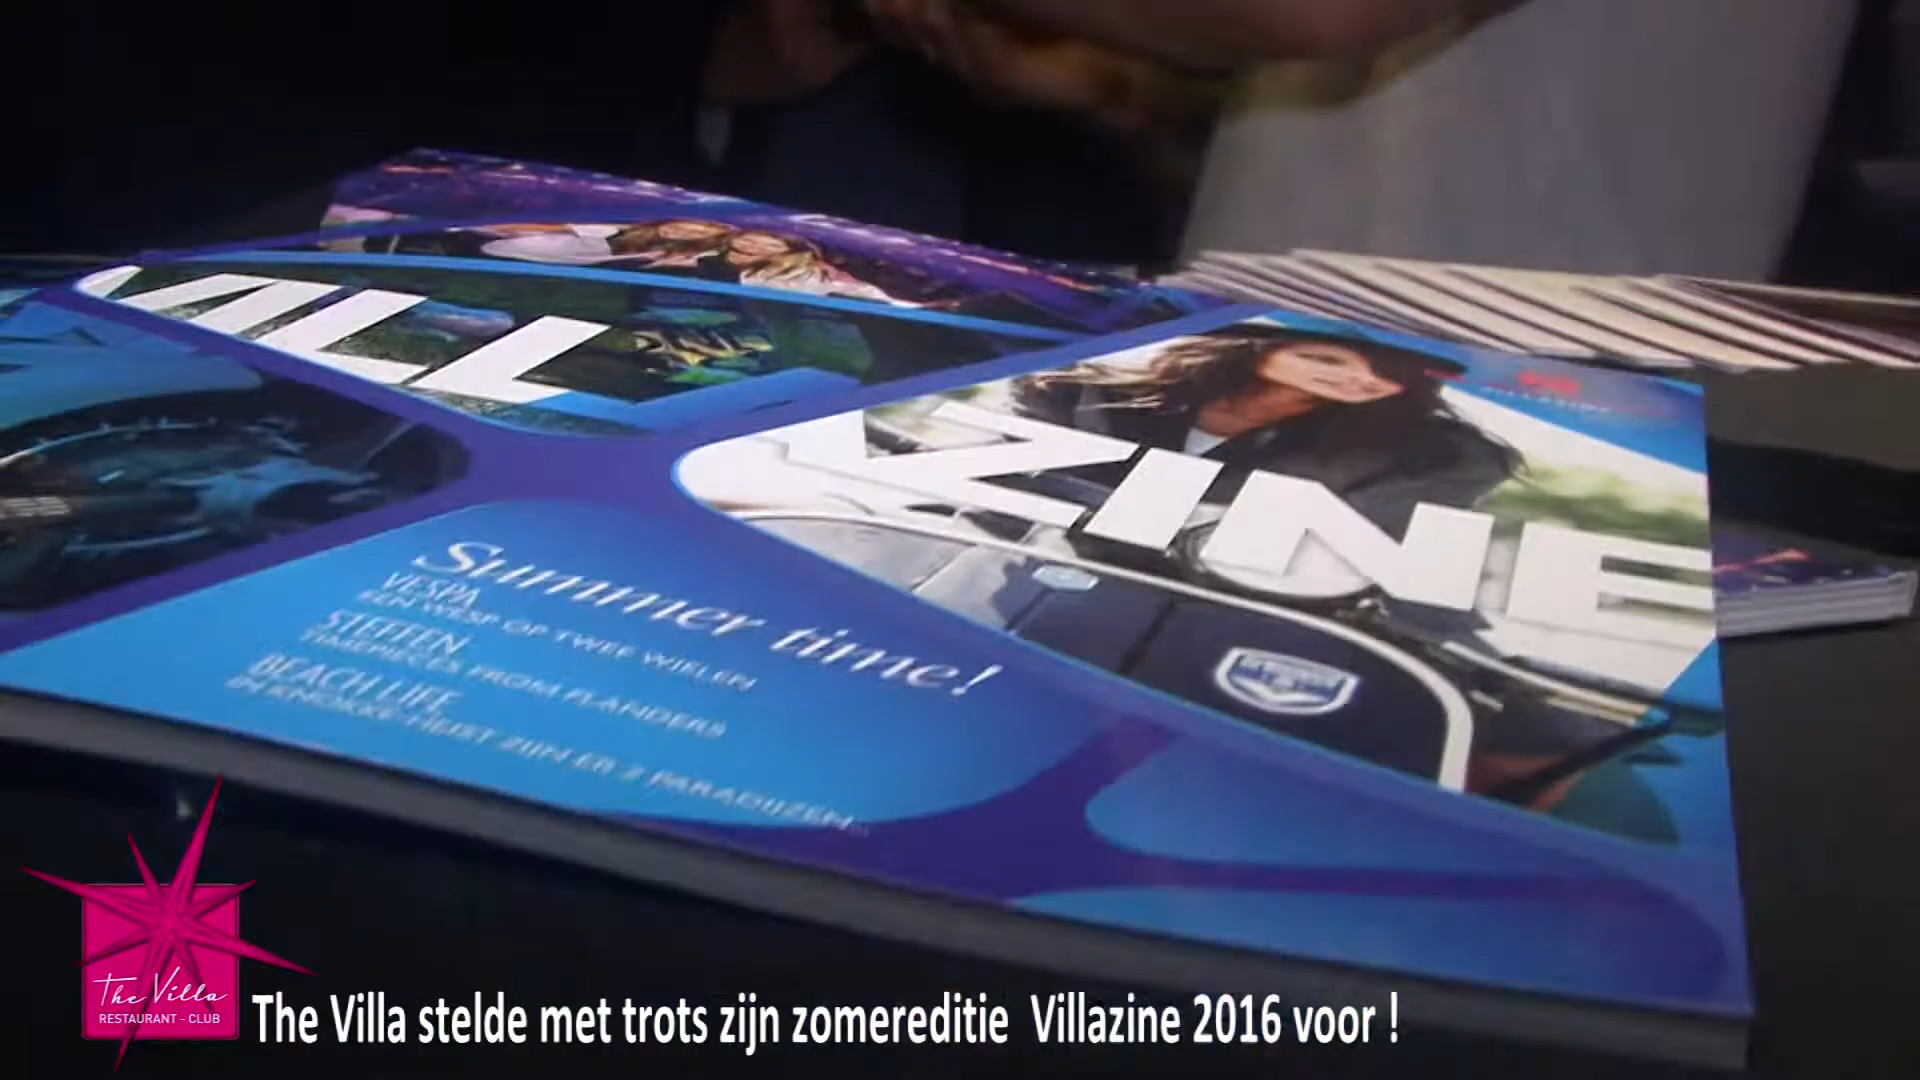 VILL
ZINE
Summer time!
VESPA
EEN WESP OP TWEE WIELEN
STEFFEN
TIMEPIECES FROM FLANDERS
BEACH LIFE
IN KNOKKE-HEIST ZIJN ER 2 PARADIJZEN...
The Villa
RESTAURANT - CLUB
The Villa stelde met trots zijn zomereditie Villazine 2016 voor !